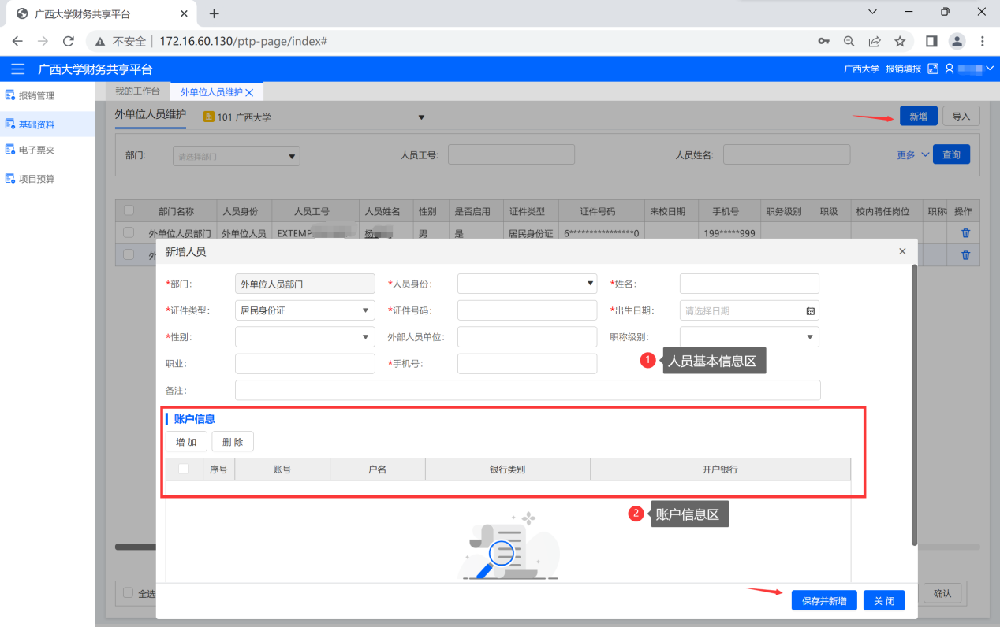 广西大学财务共享平台
不安全 172.16.60.130/ptp-page/index#
广西大学财务共享平台 广西大学 报销填报
报销管理
基础资料
电子票夹
项目预算
我的工作台 外单位人员维护
外单位人员维护 101 广西大学 新增 导入
部门: 请选择部门 人员工号: 人员姓名: 更多 查询
部门名称 人员身份 人员工号 人员姓名 性别 是否启用 证件类型 证件号码 来校日期 手机号 职务级别 职级 校内聘任岗位 职称 操作
外单位人员部门 外单位人员 EXTEMP 杨 男 是 居民身份证 6****************0 199*****999
外
新增人员
*部门: 外单位人员部门 *人员身份: *姓名:
*证件类型: 居民身份证 *证件号码: *出生日期: 请选择日期
*性别: 外部人员单位: 职称级别:
职业: *手机号: 1 人员基本信息区
备注:
账户信息
增 加 删 除
序号 账号 户名 银行类别 开户银行
2 账户信息区
全选 确认
保存并新增 关 闭